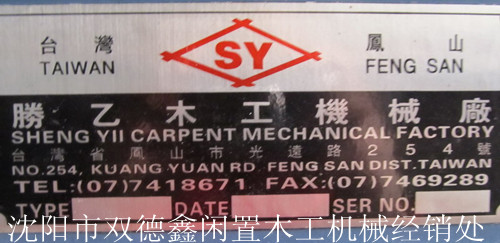 台灣 SY 鳳山
TAIWAN FENG SAN
勝乙木工機械廠
SHENG YII CARPENT MECHANICAL FACTORY
台灣省鳳山市光遠路254號
NO.254, KUANG YUAN RD. FENG SAN DIST. TAIWAN
TEL:(07)7418671 FAX:(07)7469289
TYPE DATE SER NO.
沈阳市双德鑫闲置木工机械经销处